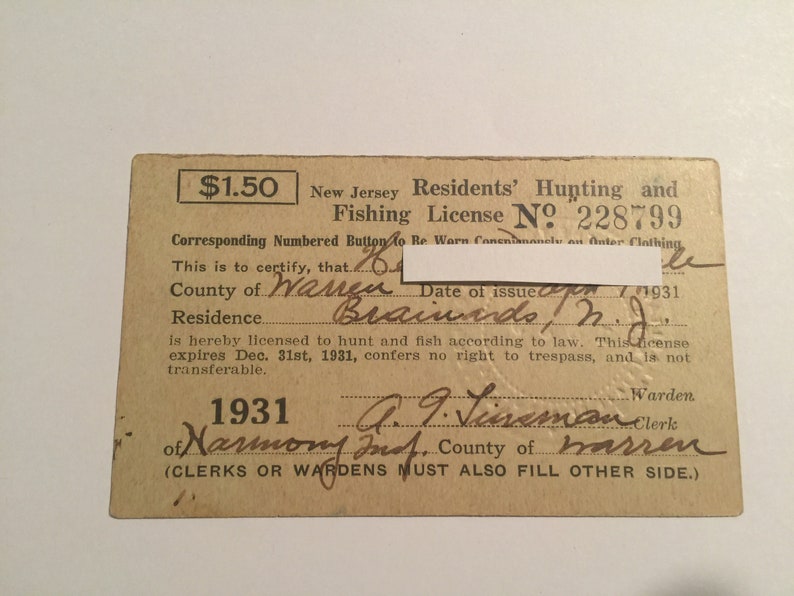 $1.50 New Jersey Residents' Hunting and
Fishing License No 228799
Corresponding Numbered Button to Be Worn Conspicuously on Outer Clothing
This is to certify, that
County of Warren Date of issue 1931
Residence Brainards, N. J.
is hereby licensed to hunt and fish according to law. This license
expires Dec. 31st, 1931, confers no right to trespass, and is not
transferable.
Warden
1931 Clerk
of Harmony County of Warren
(CLERKS OR WARDENS MUST ALSO FILL OTHER SIDE.)